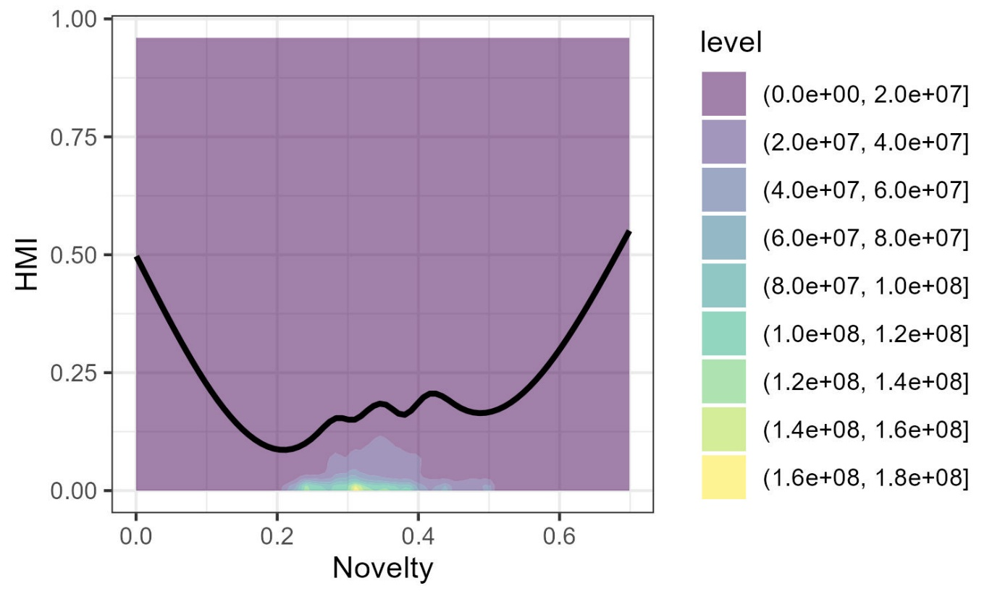 1.00
0.75
0.50
0.25
0.00
HMI
0.0 0.2 0.4 0.6
Novelty
level
(0.0e+00, 2.0e+07]
(2.0e+07, 4.0e+07]
(4.0e+07, 6.0e+07]
(6.0e+07, 8.0e+07]
(8.0e+07, 1.0e+08]
(1.0e+08, 1.2e+08]
(1.2e+08, 1.4e+08]
(1.4e+08, 1.6e+08]
(1.6e+08, 1.8e+08]